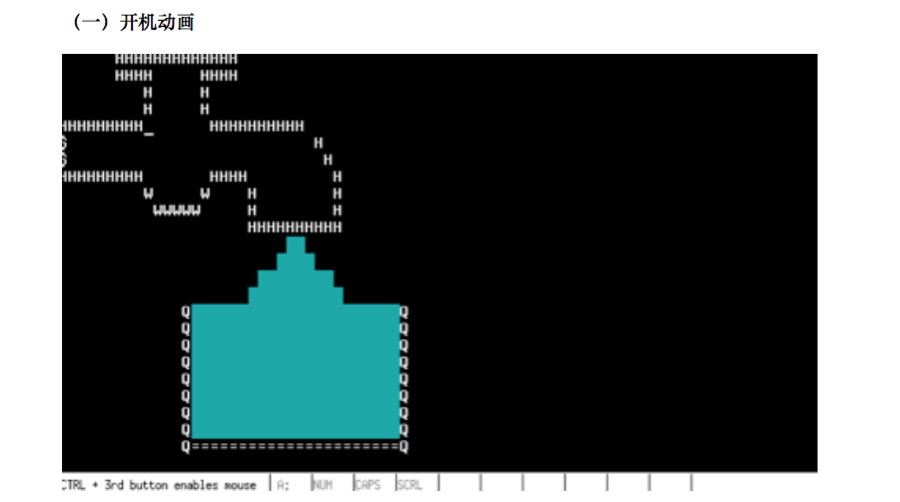 （一）开机动画
HHHHHHHHHHHHH
HHHH HHHH
H H
H H
HHHHHHHHH_ HHHHHHHHHH
H
H
HHHHHHHHH HHHH H
W W H H
WWWWW H H
HHHHHHHHHH
Q Q
Q Q
Q Q
Q Q
Q Q
Q Q
Q Q
Q Q
Q======================Q
CTRL + 3rd button enables mouse A: NUM CAPS SCRL